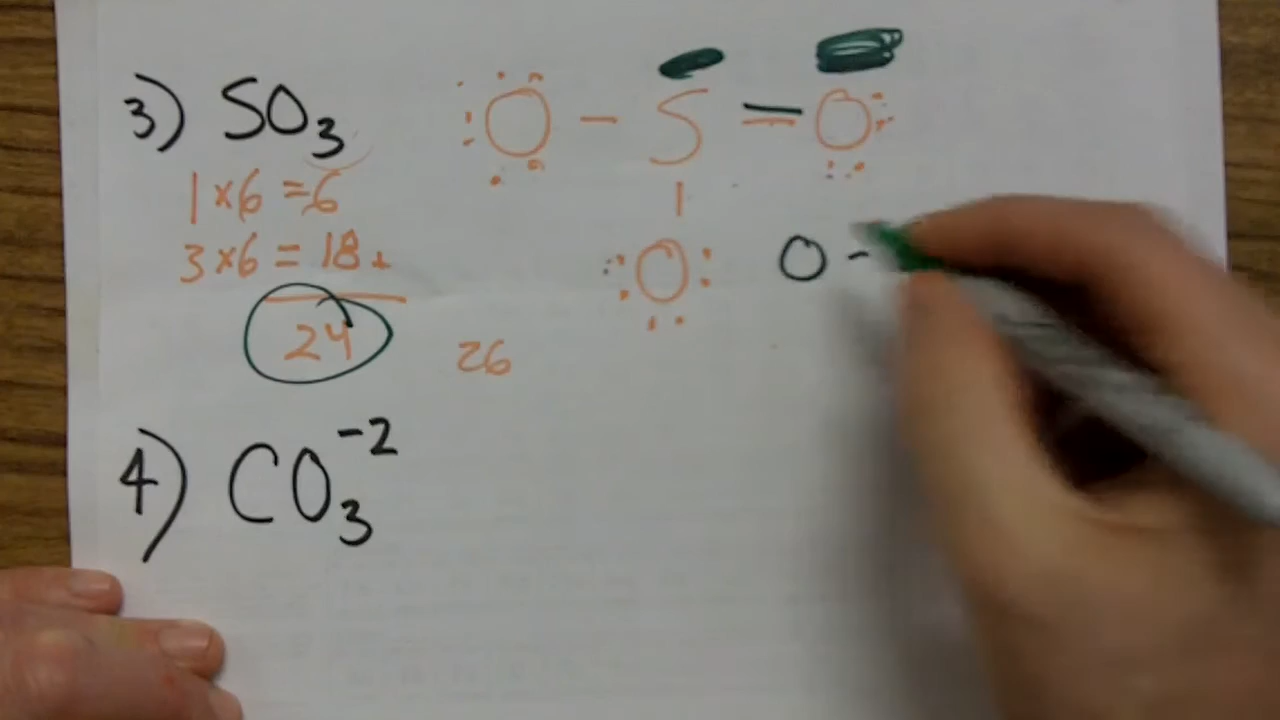 3) SO₃
O - S = O
1×6 = 6
|
3×6 = 18+
O
O -
24
26
4) CO₃⁻²